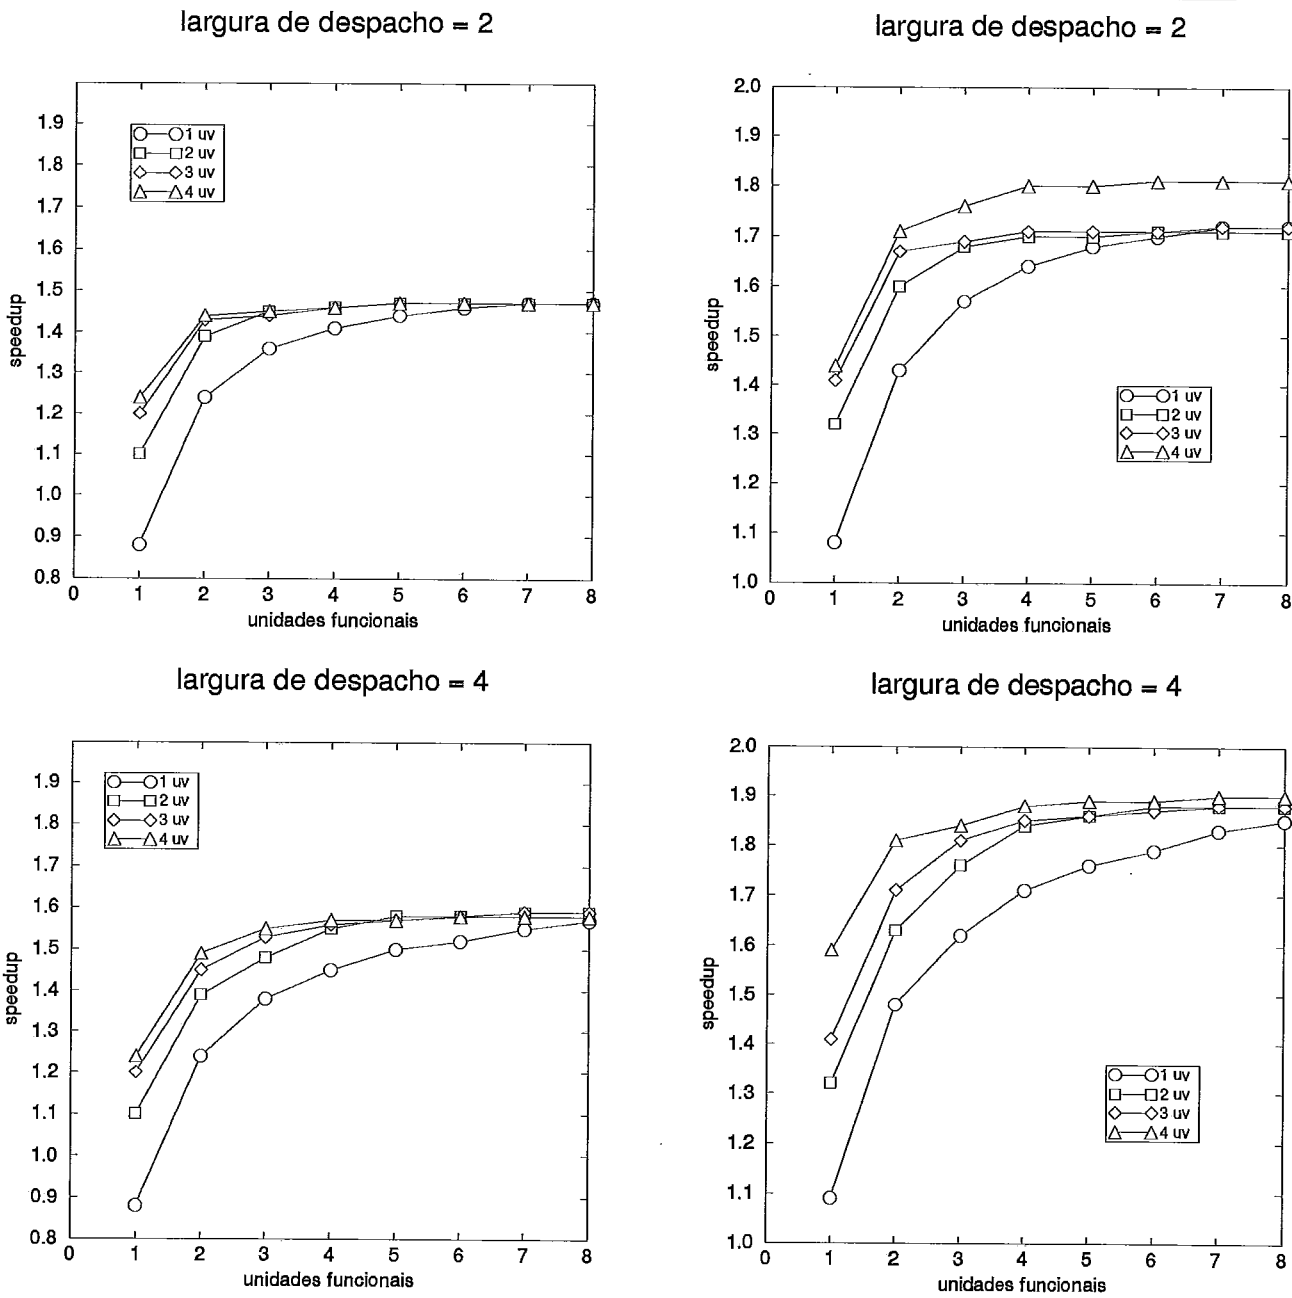 largura de despacho = 2
1.9
1.8
1.7
1.6
1.5
1.4
1.3
1.2
1.1
1.0
0.9
0.8
speedup
1 uv
2 uv
3 uv
4 uv
0 1 2 3 4 5 6 7 8
unidades funcionais
largura de despacho = 2
2.0
1.9
1.8
1.7
1.6
1.5
1.4
1.3
1.2
1.1
1.0
speedup
1 uv
2 uv
3 uv
4 uv
0 1 2 3 4 5 6 7 8
unidades funcionais
largura de despacho = 4
1.9
1.8
1.7
1.6
1.5
1.4
1.3
1.2
1.1
1.0
0.9
0.8
speedup
1 uv
2 uv
3 uv
4 uv
0 1 2 3 4 5 6 7 8
unidades funcionais
largura de despacho = 4
2.0
1.9
1.8
1.7
1.6
1.5
1.4
1.3
1.2
1.1
1.0
speedup
1 uv
2 uv
3 uv
4 uv
0 1 2 3 4 5 6 7 8
unidades funcionais